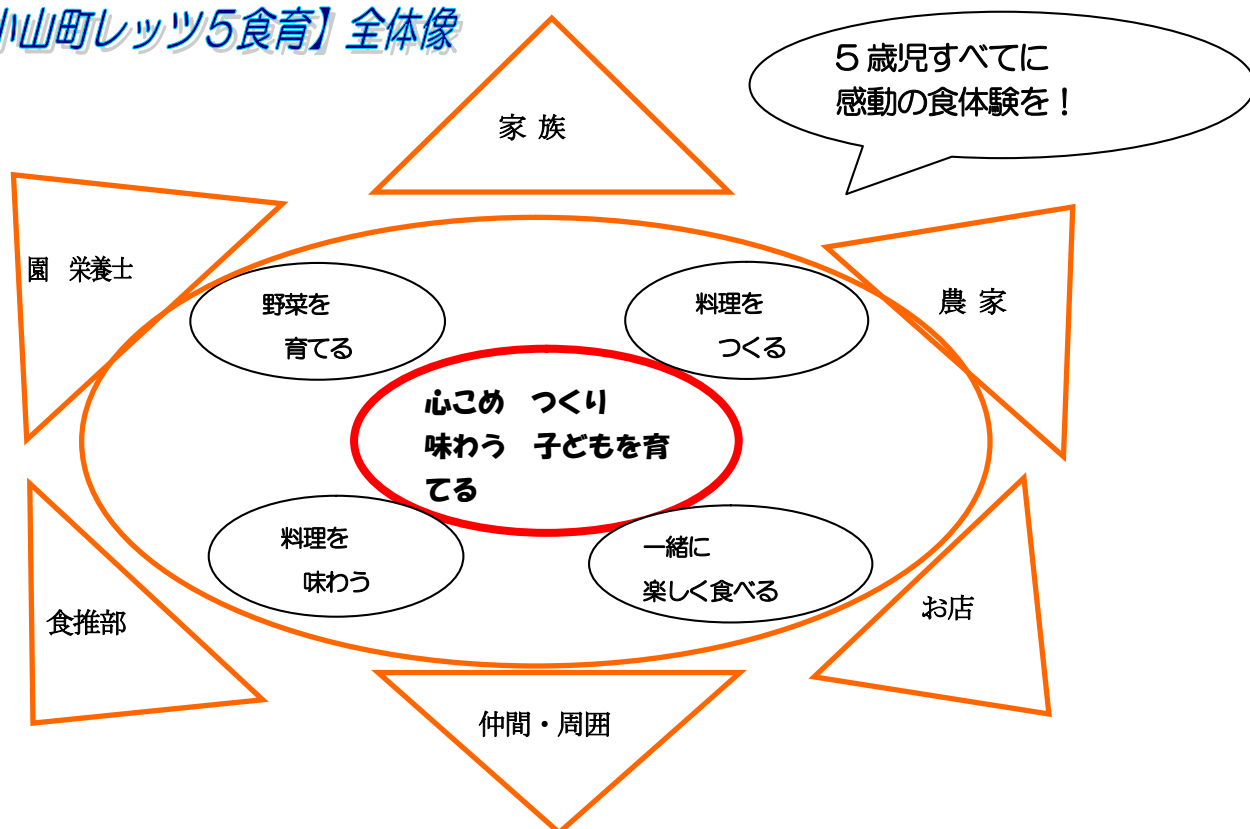 小山町レッツ5食育】全体像
5歳児すべてに
感動の食体験を！
家 族
園　栄養士
農 家
野菜を
育てる
料理を
つくる
心こめ　つくり
味わう　子どもを育
てる
料理を
味わう
一緒に
楽しく食べる
食推部
お店
仲間・周囲